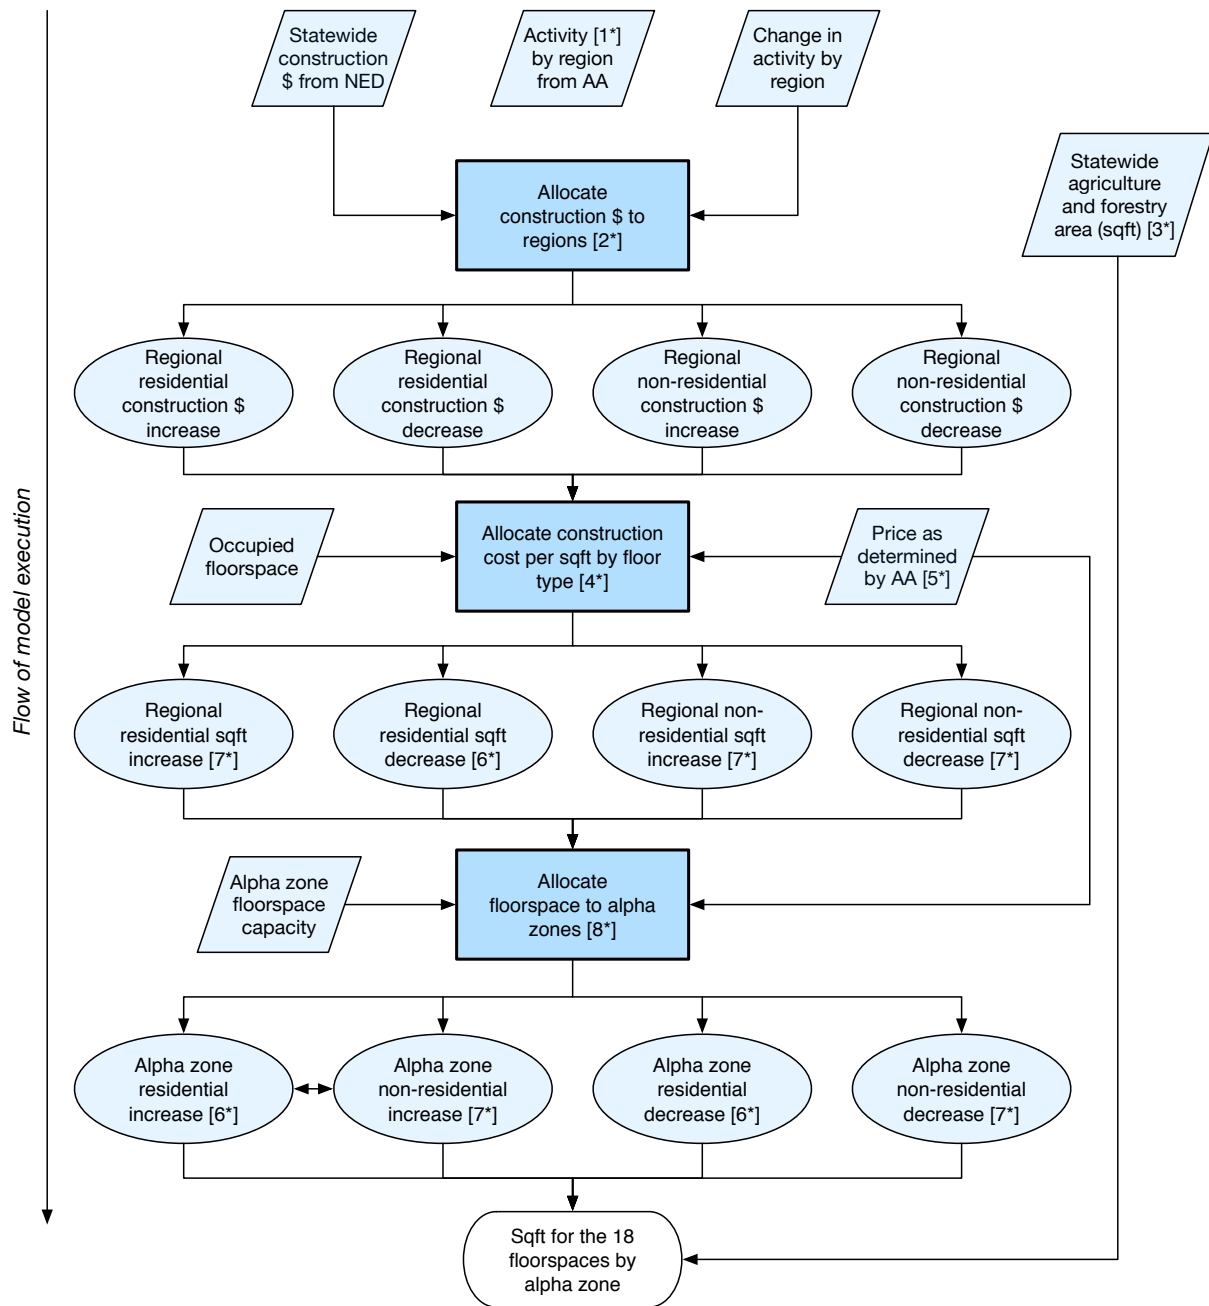 Statewide
construction
$ from NED
Activity [1*]
by region
from AA
Change in
activity by
region
Statewide
agriculture
and forestry
area (sqft) [3*]
Allocate
construction $ to
regions [2*]
Regional
residential
construction $
increase
Regional
residential
construction $
decrease
Regional
non-residential
construction $
increase
Regional
non-residential
construction $
decrease
Flow of model execution
Occupied
floorspace
Allocate construction
cost per sqft by floor
type [4*]
Price as
determined
by AA [5*]
Regional
residential sqft
increase [7*]
Regional
residential sqft
decrease [6*]
Regional non-
residential sqft
increase [7*]
Regional non-
residential sqft
decrease [7*]
Alpha zone
floorspace
capacity
Allocate
floorspace to alpha
zones [8*]
Alpha zone
residential
increase [6*]
Alpha zone
non-residential
increase [7*]
Alpha zone
residential
decrease [6*]
Alpha zone
non-residential
decrease [7*]
Sqft for the 18
floorspaces by
alpha zone